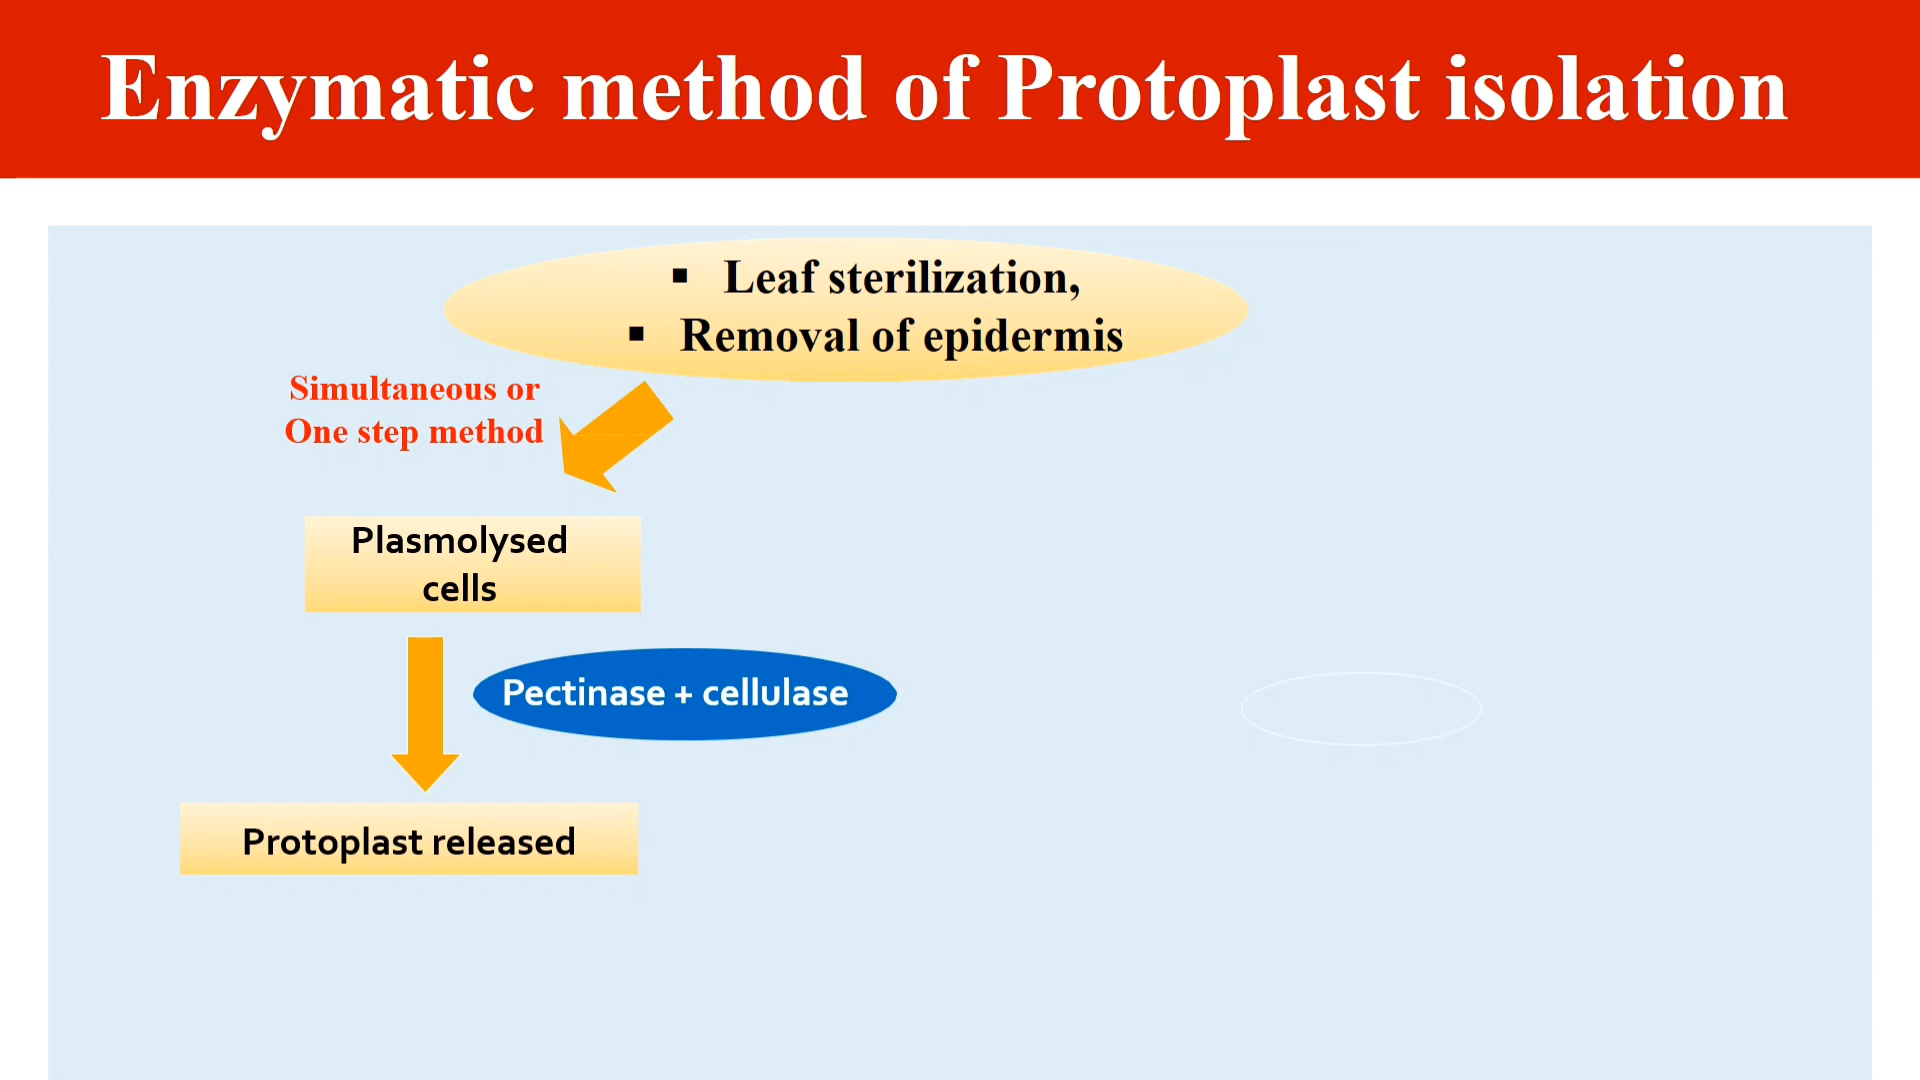 Enzymatic method of Protoplast isolation
▪ Leaf sterilization,
▪ Removal of epidermis
Simultaneous or
One step method
Plasmolysed
cells
Pectinase + cellulase
Protoplast released